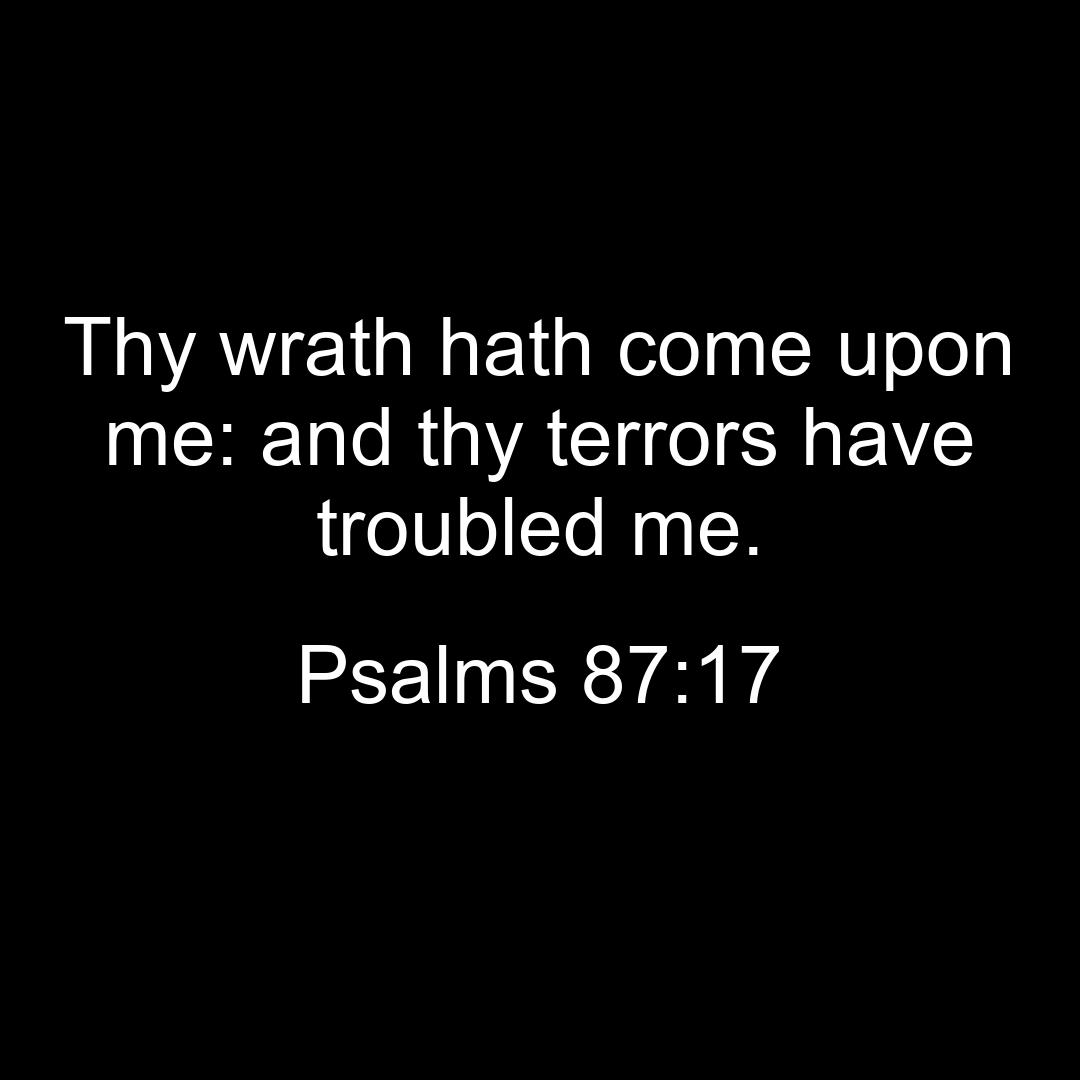 Thy wrath hath come upon
me: and thy terrors have
troubled me.
Psalms 87:17